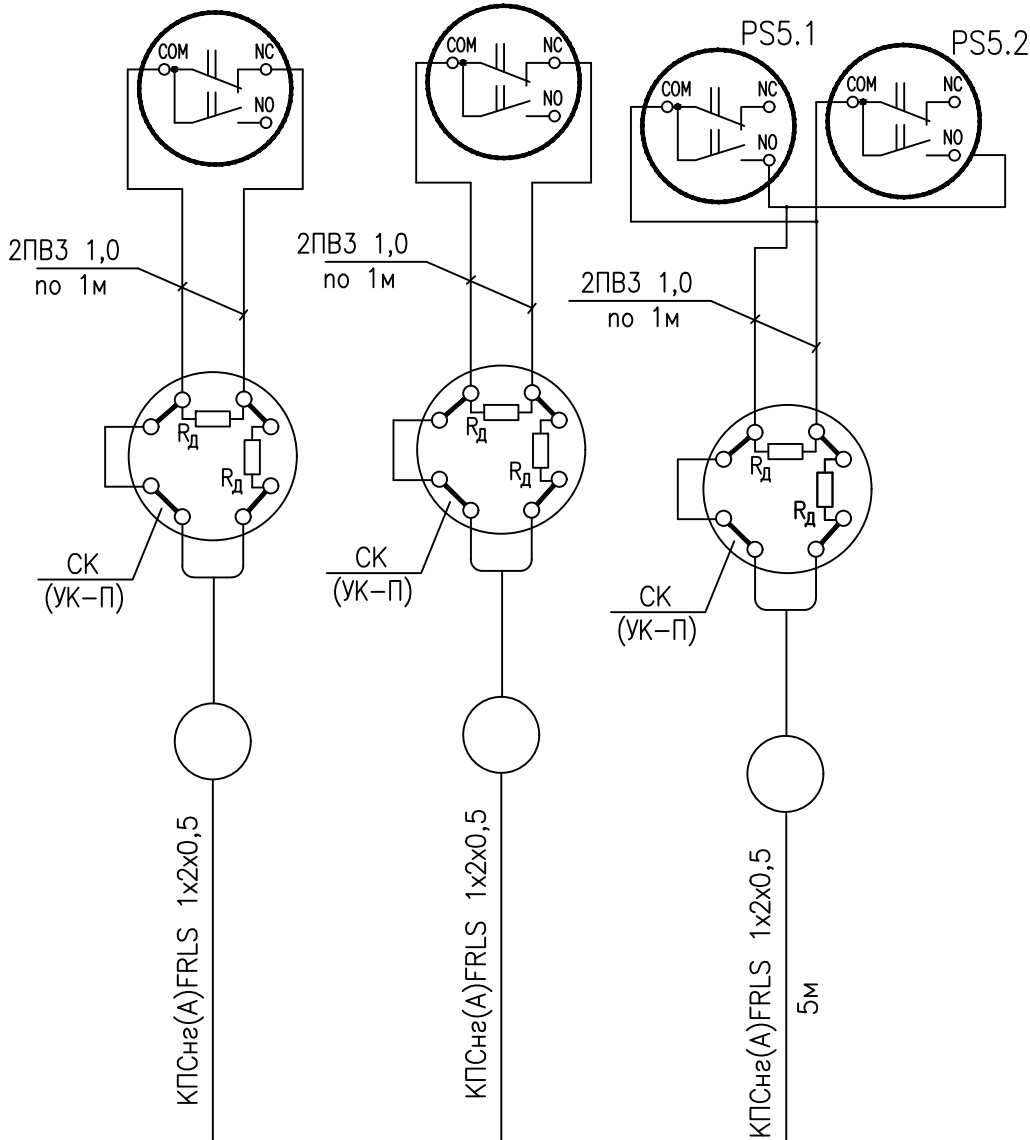 COM
NC
NO
2ПВ3 1,0
по 1м
RД
RД
СК
(УК-П)
КПСнг(А)FRLS 1х2х0,5
COM
NC
NO
2ПВ3 1,0
по 1м
RД
RД
СК
(УК-П)
КПСнг(А)FRLS 1х2х0,5
PS5.1
COM
NC
NO
PS5.2
COM
NC
NO
2ПВ3 1,0
по 1м
RД
RД
СК
(УК-П)
КПСнг(А)FRLS 1х2х0,5
5м